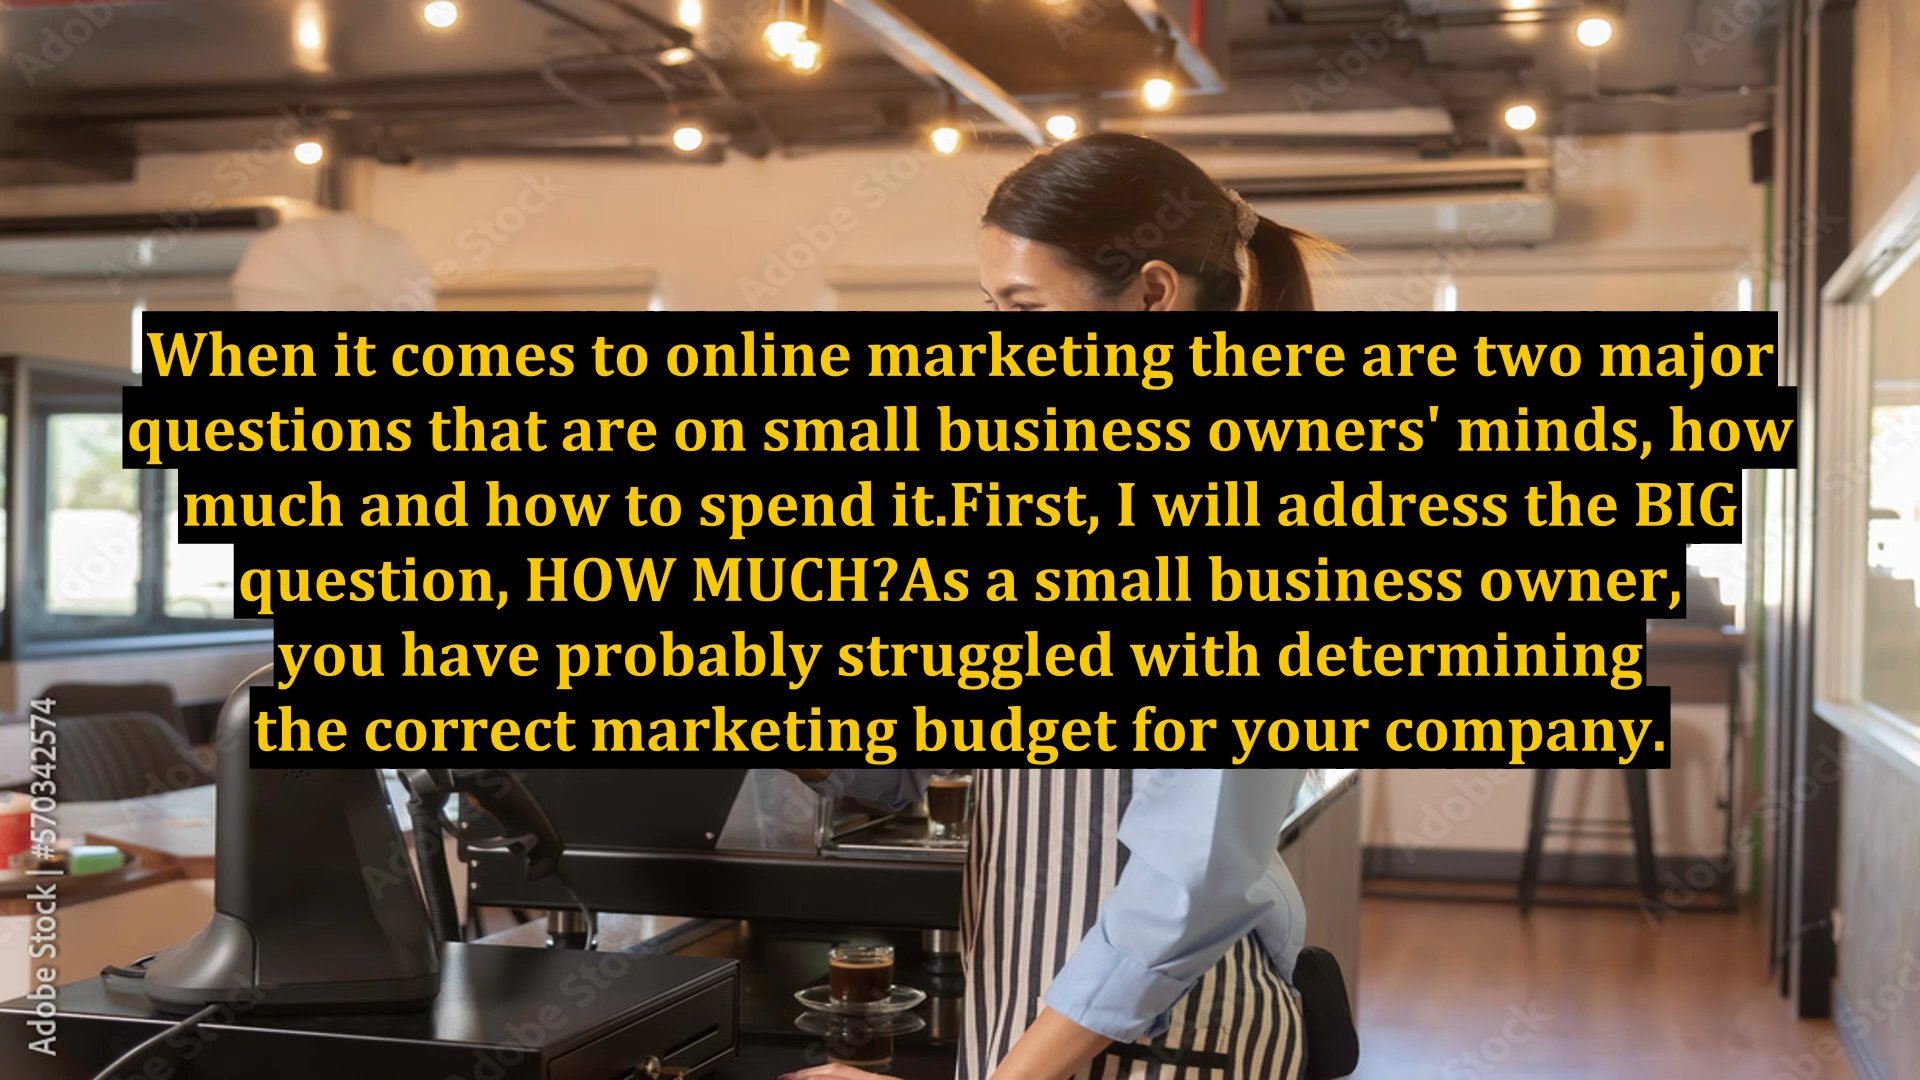 When it comes to online marketing there are two major
questions that are on small business owners' minds, how
much and how to spend it.First, I will address the BIG
question, HOW MUCH?As a small business owner,
you have probably struggled with determining
the correct marketing budget for your company.
Adobe Stock | #570342574